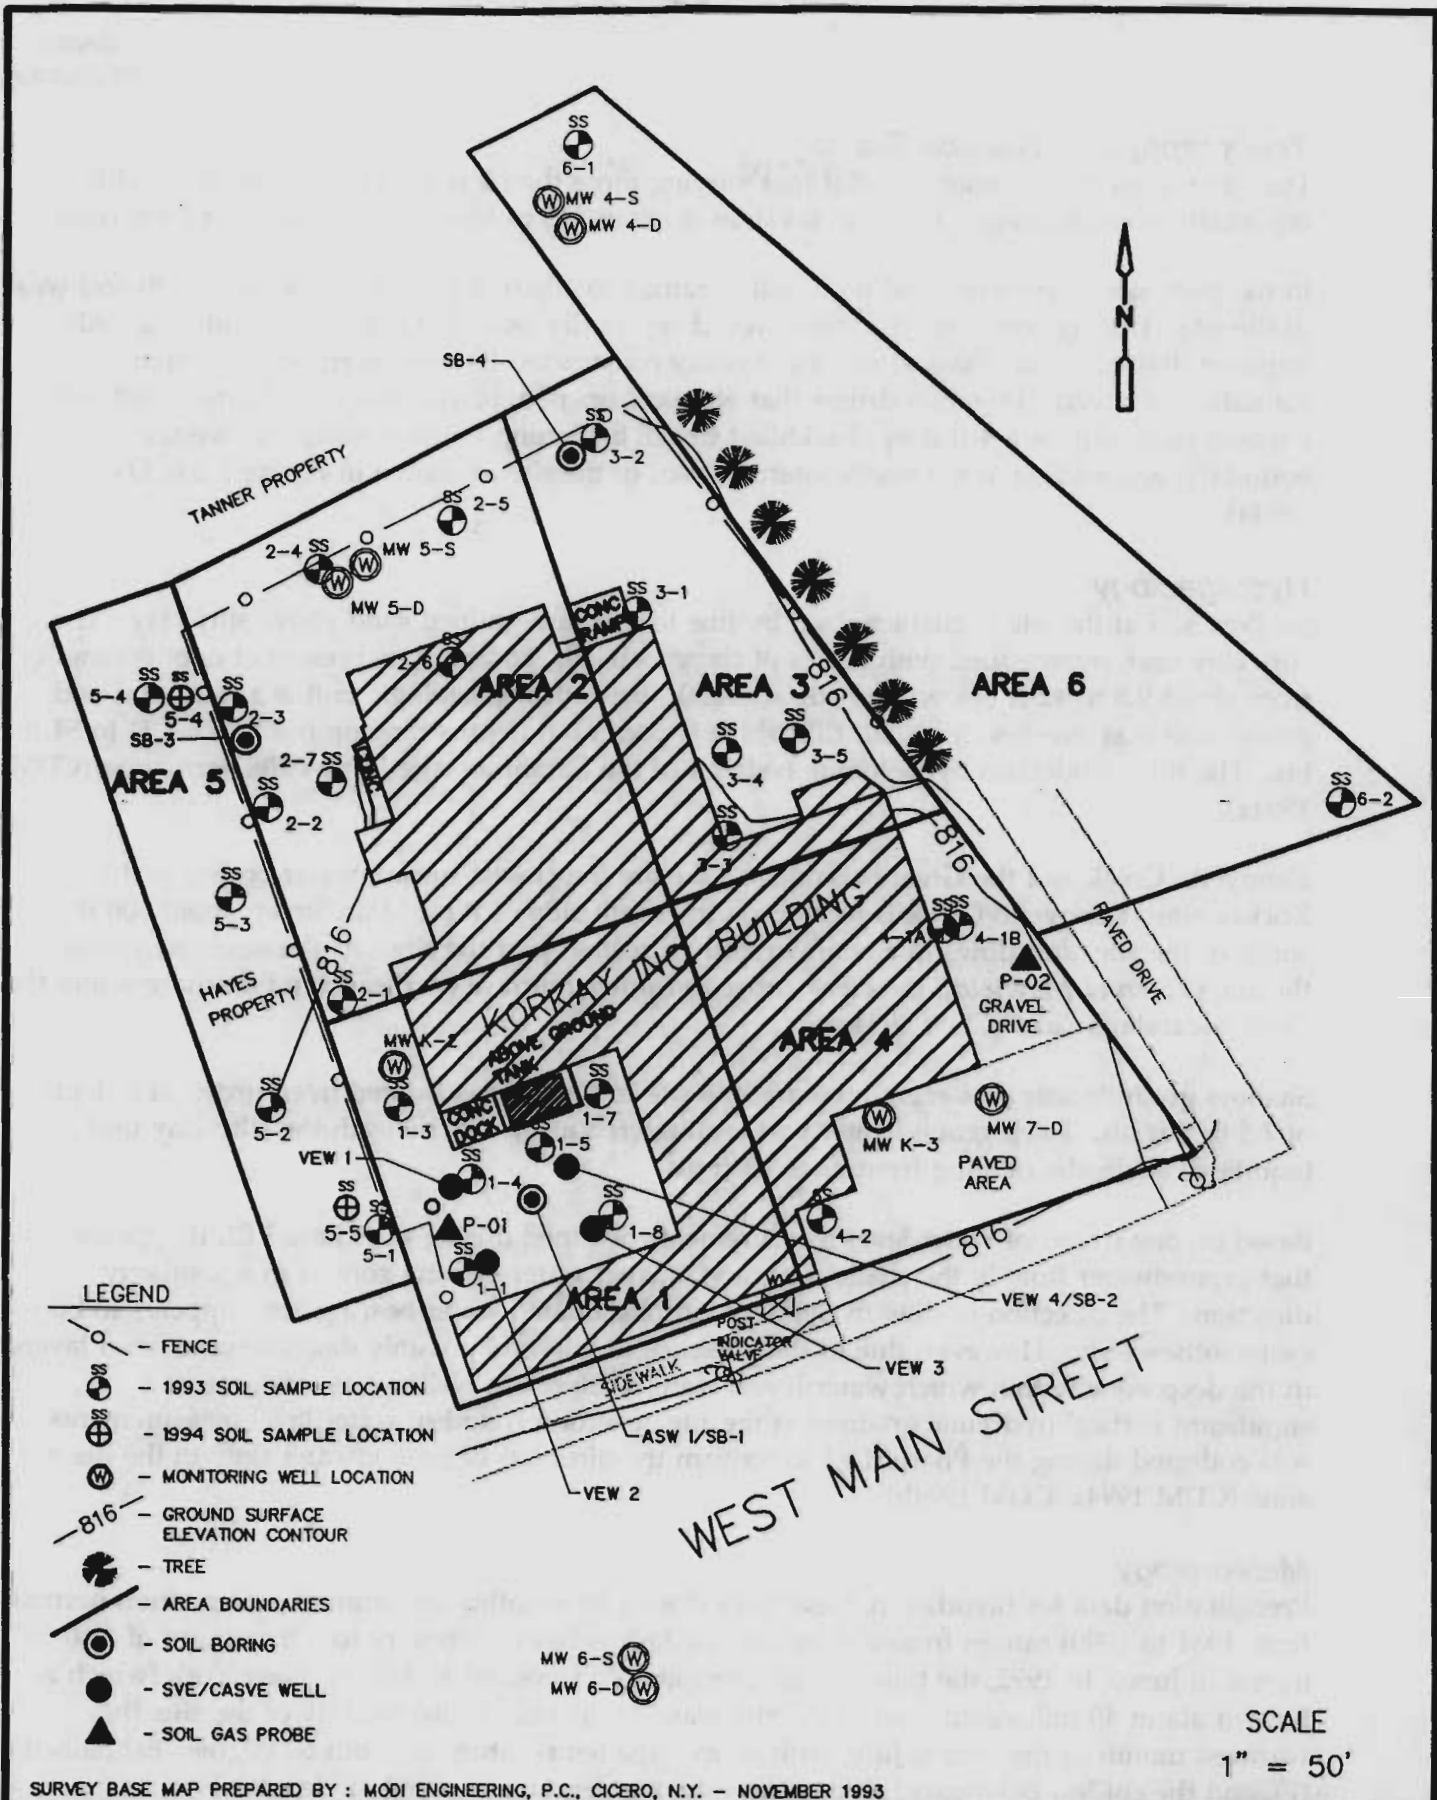 SS
6-1
MW 4-S
MW 4-D
N
SB-4
SS
3-2
TANNER PROPERTY
SS
2-5
2-4
SS
MW 5-S
MW 5-D
CONC
RAMP
SS
3-1
SS
2-6
AREA 2
AREA 3
816
AREA 6
SS
SS
SS
5-4
2-3
SB-3
2-7
SS
CONC
SS
3-4
SS
3-5
SS
6-2
AREA 5
SS
2-2
SS
3-3
816
SS
5-3
816
HAYES
PROPERTY
SS
2-1
KORKAY INC BUILDING
ABOVE GROUND
TANK
SS
SS
4-1A
4-1B
PAVED DRIVE
P-02
GRAVEL
DRIVE
AREA 4
MW K-2
SS
5-2
SS
1-3
CONC
DOCK
SS
1-7
MW K-3
MW 7-D
PAVED
AREA
VEW 1
SS
1-4
SS
1-5
SS
5-5
SS
5-1
P-01
SS
1-8
SS
4-2
816
SS
1-1
AREA 1
VEW 4/SB-2
POST
INDICATOR
VALVE
VEW 3
SIDEWALK
ASW 1/SB-1
VEW 2
WEST MAIN STREET
LEGEND
- FENCE
SS
- 1993 SOIL SAMPLE LOCATION
SS
- 1994 SOIL SAMPLE LOCATION
W - MONITORING WELL LOCATION
816 - GROUND SURFACE
ELEVATION CONTOUR
- TREE
- AREA BOUNDARIES
- SOIL BORING
- SVE/CASVE WELL
- SOIL GAS PROBE
MW 6-S
MW 6-D
SCALE
1" = 50'
SURVEY BASE MAP PREPARED BY : MODI ENGINEERING, P.C., CICERO, N.Y. - NOVEMBER 1993